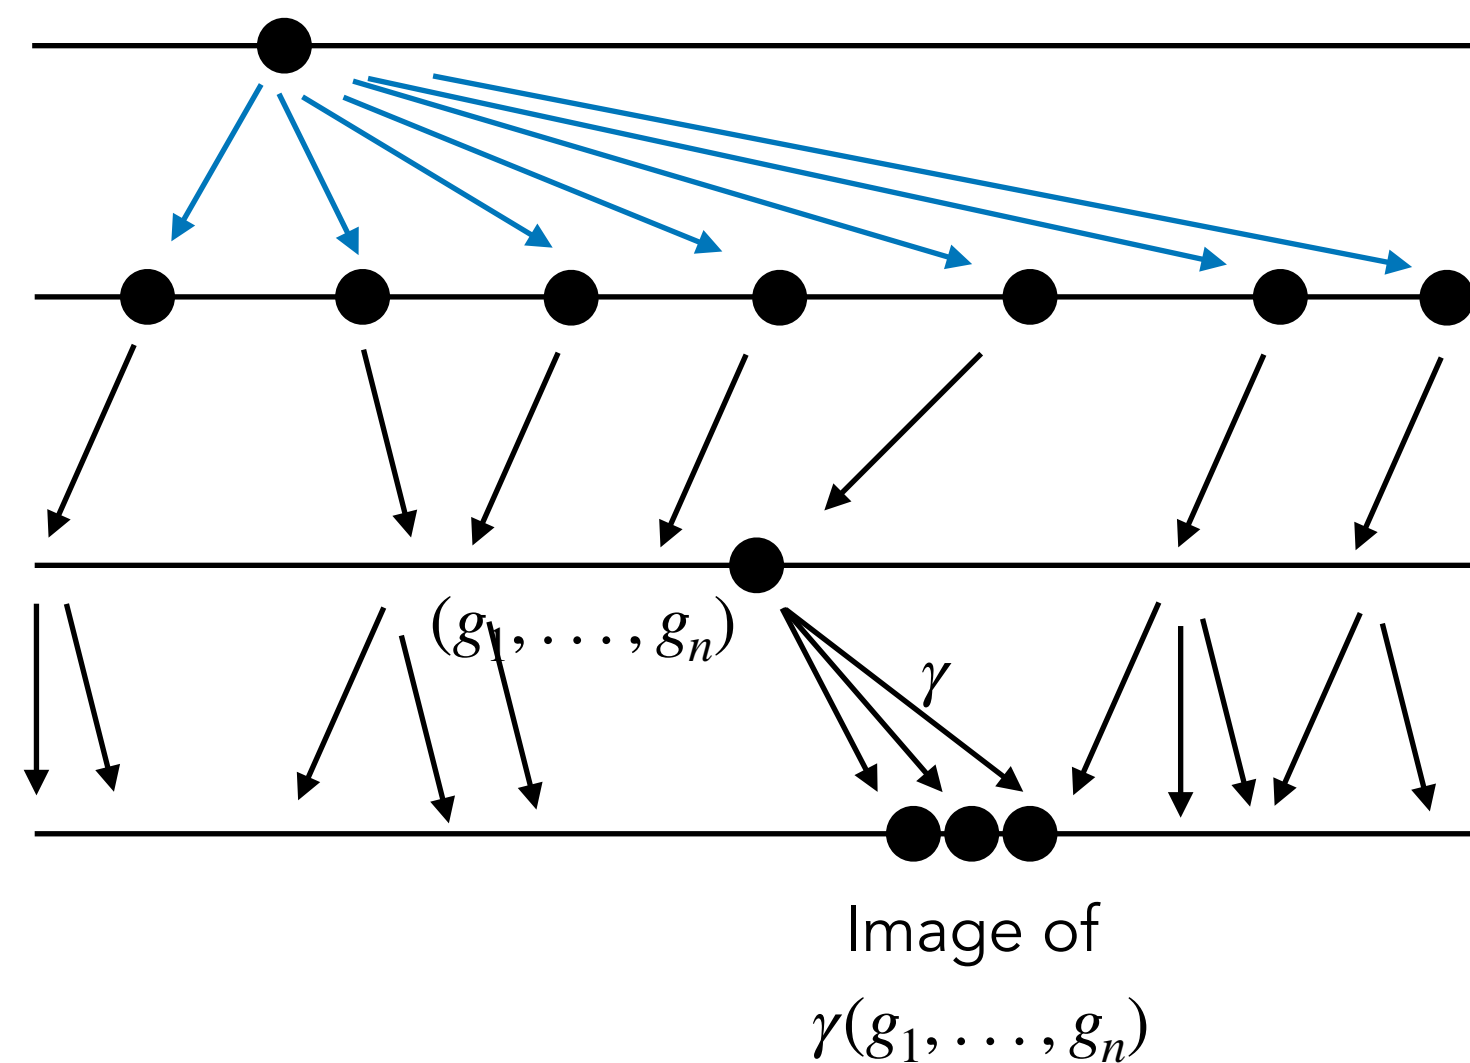 (g₁, . . . , gₙ)
γ
Image of
γ(g₁, . . . , gₙ)